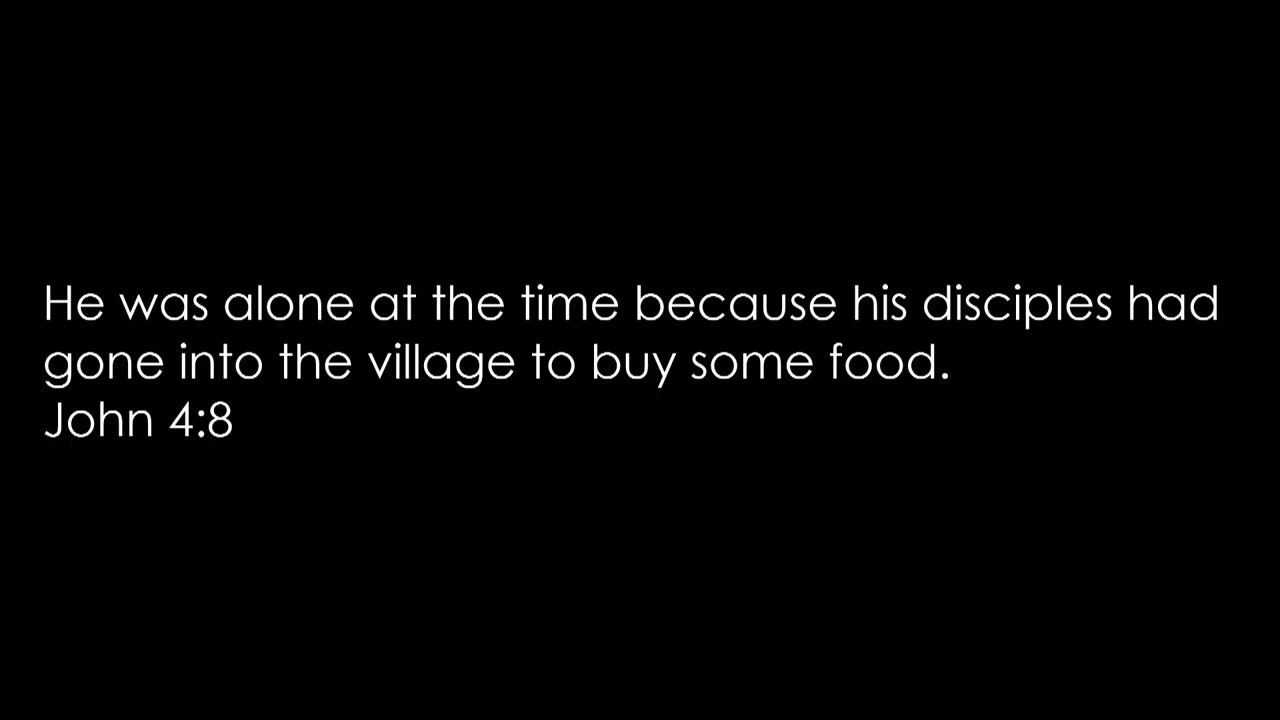 He was alone at the time because his disciples had
gone into the village to buy some food.
John 4:8